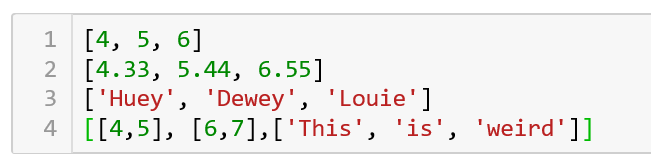 1 [4, 5, 6]
2 [4.33, 5.44, 6.55]
3 ['Huey', 'Dewey', 'Louie']
4 [[4,5], [6,7],['This', 'is', 'weird']]